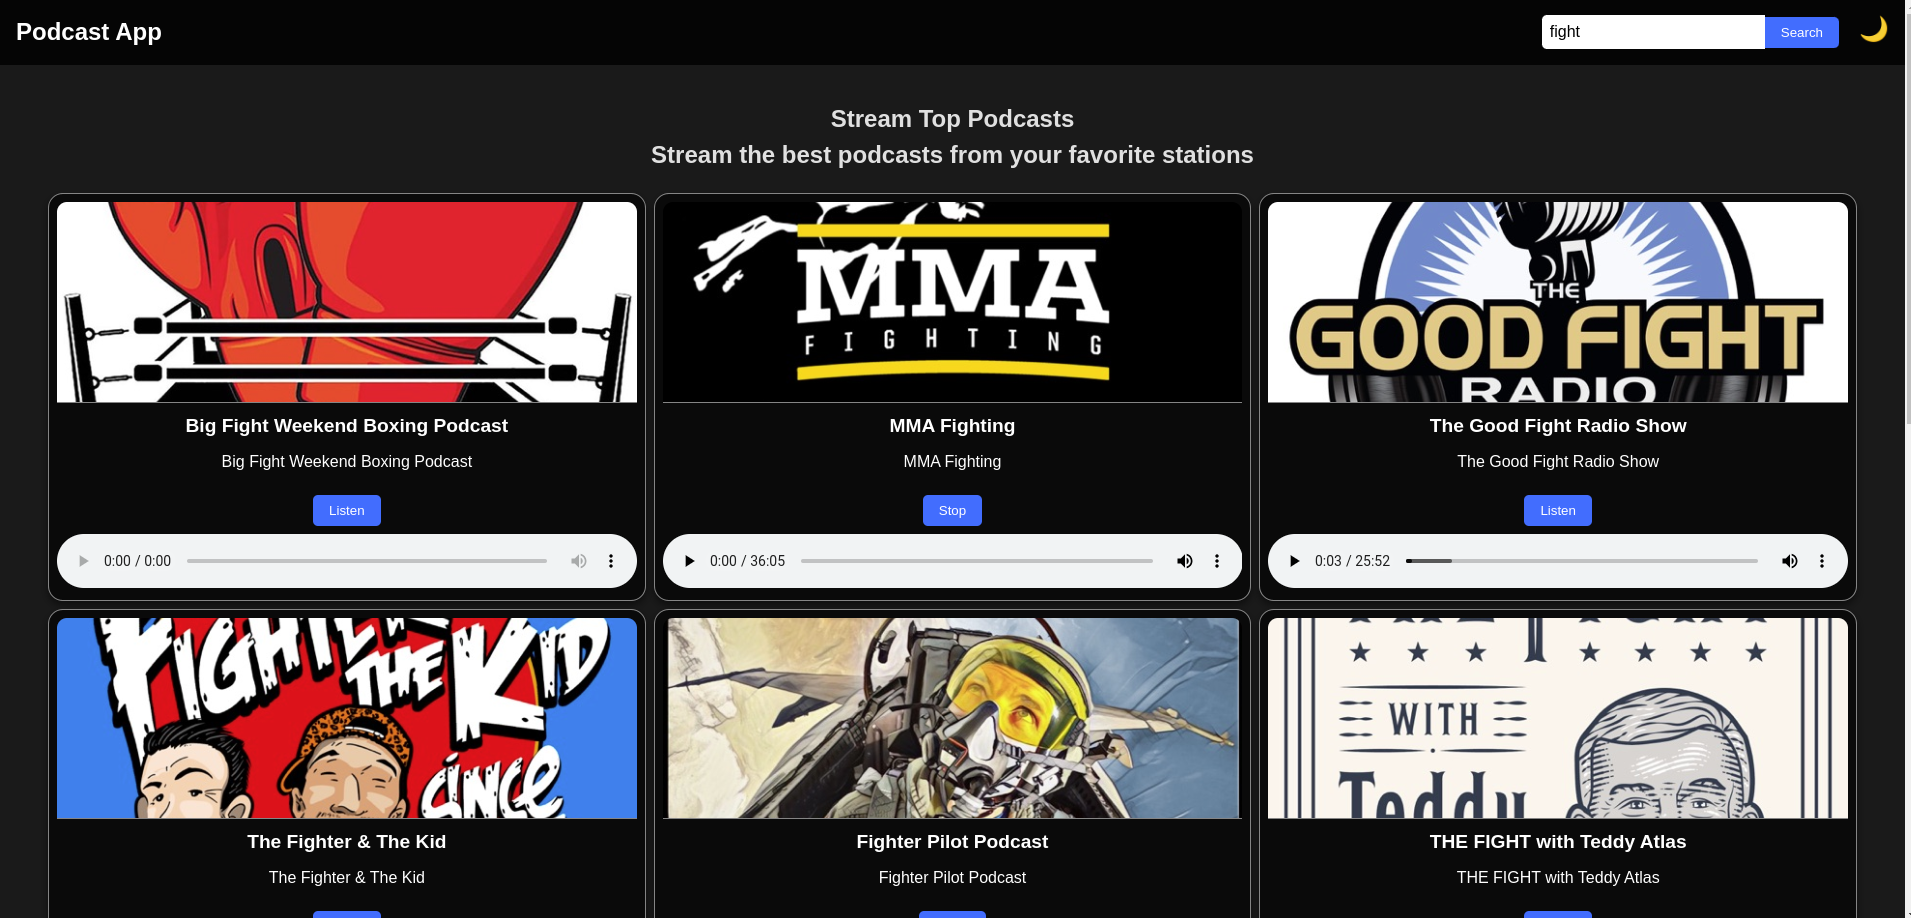 Podcast App
fight
Search
Stream Top Podcasts
Stream the best podcasts from your favorite stations
MMA
FIGHTING
THE
GOOD FIGHT
RADIO
Big Fight Weekend Boxing Podcast
MMA Fighting
The Good Fight Radio Show
Big Fight Weekend Boxing Podcast
MMA Fighting
The Good Fight Radio Show
Listen
Stop
Listen
0:00 / 0:00
0:00 / 36:05
0:03 / 25:52
FIGHTER
THE KID
SINCE
WITH
Teddy
The Fighter & The Kid
Fighter Pilot Podcast
THE FIGHT with Teddy Atlas
The Fighter & The Kid
Fighter Pilot Podcast
THE FIGHT with Teddy Atlas